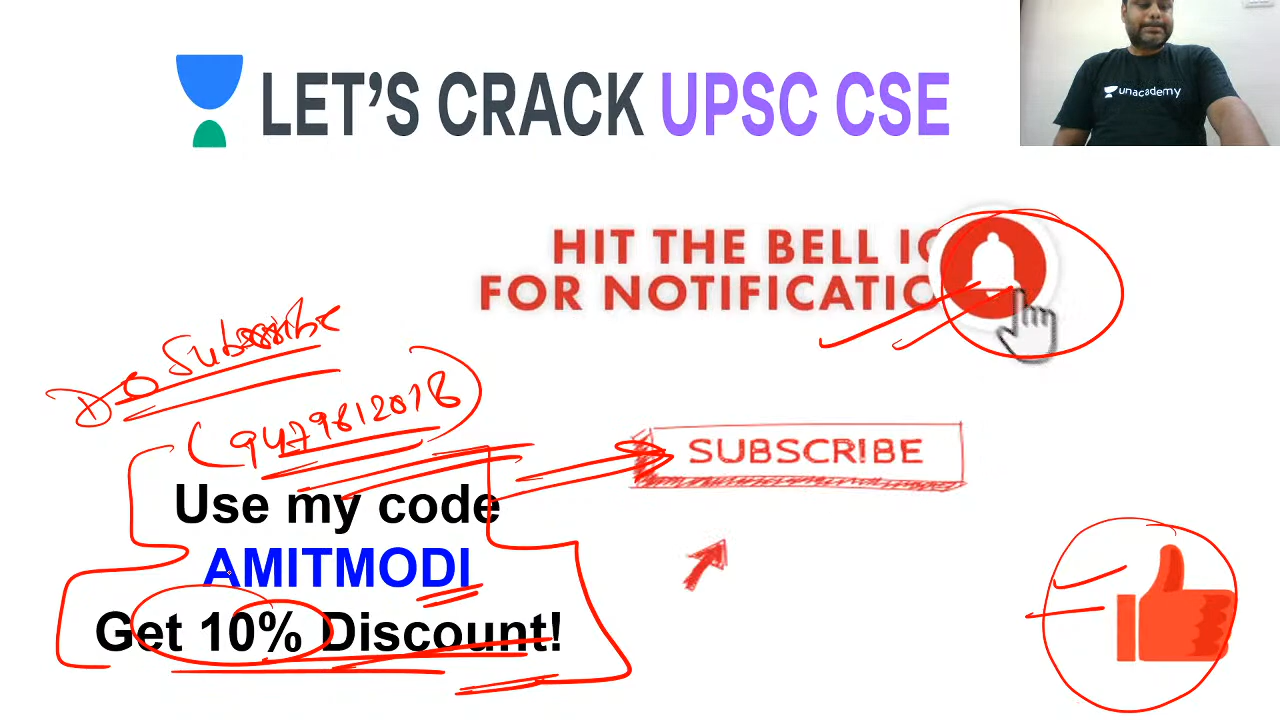 LET'S CRACK UPSC CSE
unacademy
HIT THE BELL IC
FOR NOTIFICATIO
Do Subscribe
(9479812018)
SUBSCRIBE
Use my code
AMITMODI
Get 10% Discount!